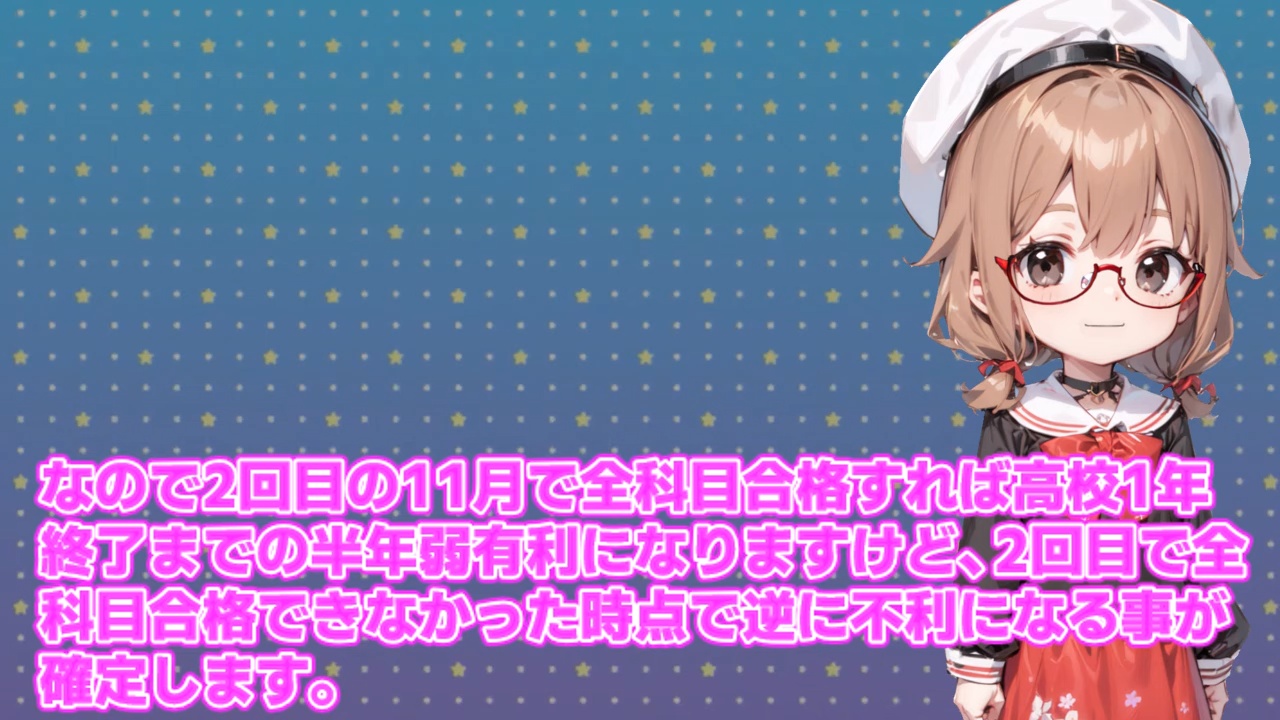 なので2回目の11月で全科目合格すれば高校1年
終了までの半年弱有利になりますけど、2回目で全
科目合格できなかった時点で逆に不利になる事が
確定します。